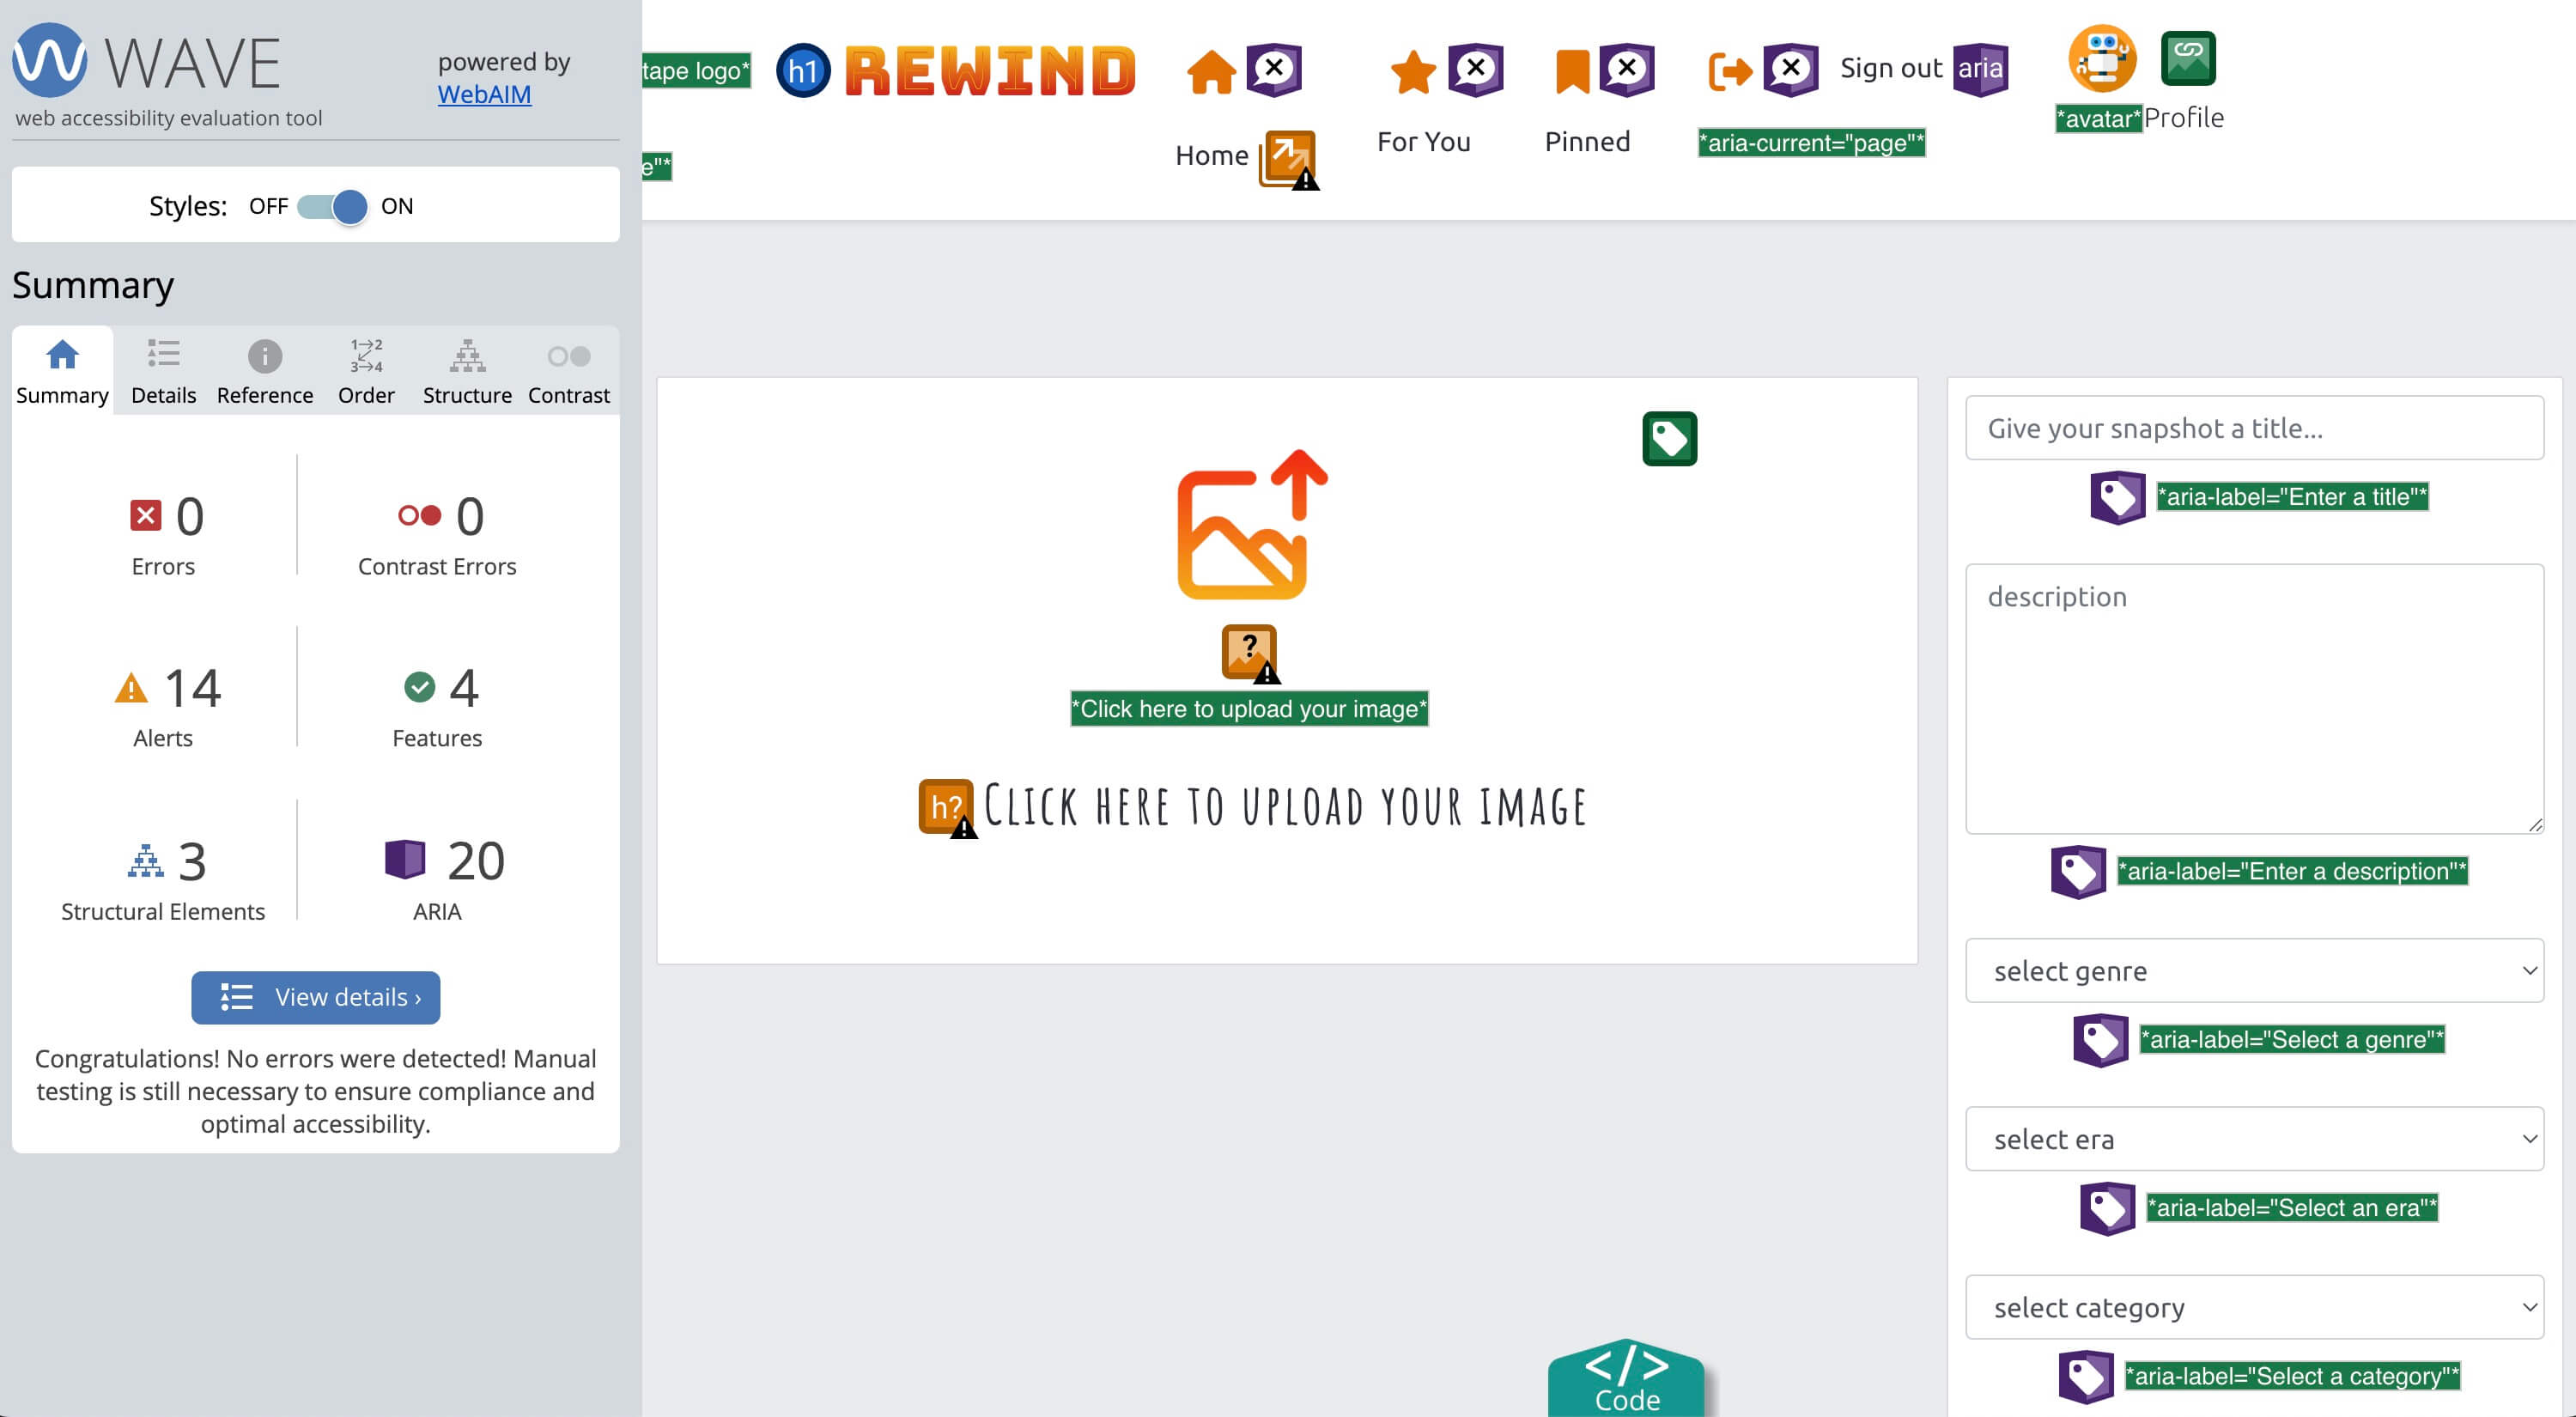 WAVE
powered by
WebAIM
web accessibility evaluation tool
Styles: OFF ON
Summary
1→2
3→4
Summary Details Reference Order Structure Contrast
0 0
Errors Contrast Errors
14 4
Alerts Features
3 20
Structural Elements ARIA
View details ›
Congratulations! No errors were detected! Manual
testing is still necessary to ensure compliance and
optimal accessibility.
tape logo*
e"*
h1 REWIND
Home
For You
Pinned
Sign out aria
*aria-current="page"*
*avatar* Profile
?
*Click here to upload your image*
h? Click here to upload your image
Give your snapshot a title...
*aria-label="Enter a title"*
description
*aria-label="Enter a description"*
select genre
*aria-label="Select a genre"*
select era
*aria-label="Select an era"*
select category
*aria-label="Select a category"*
</>
Code